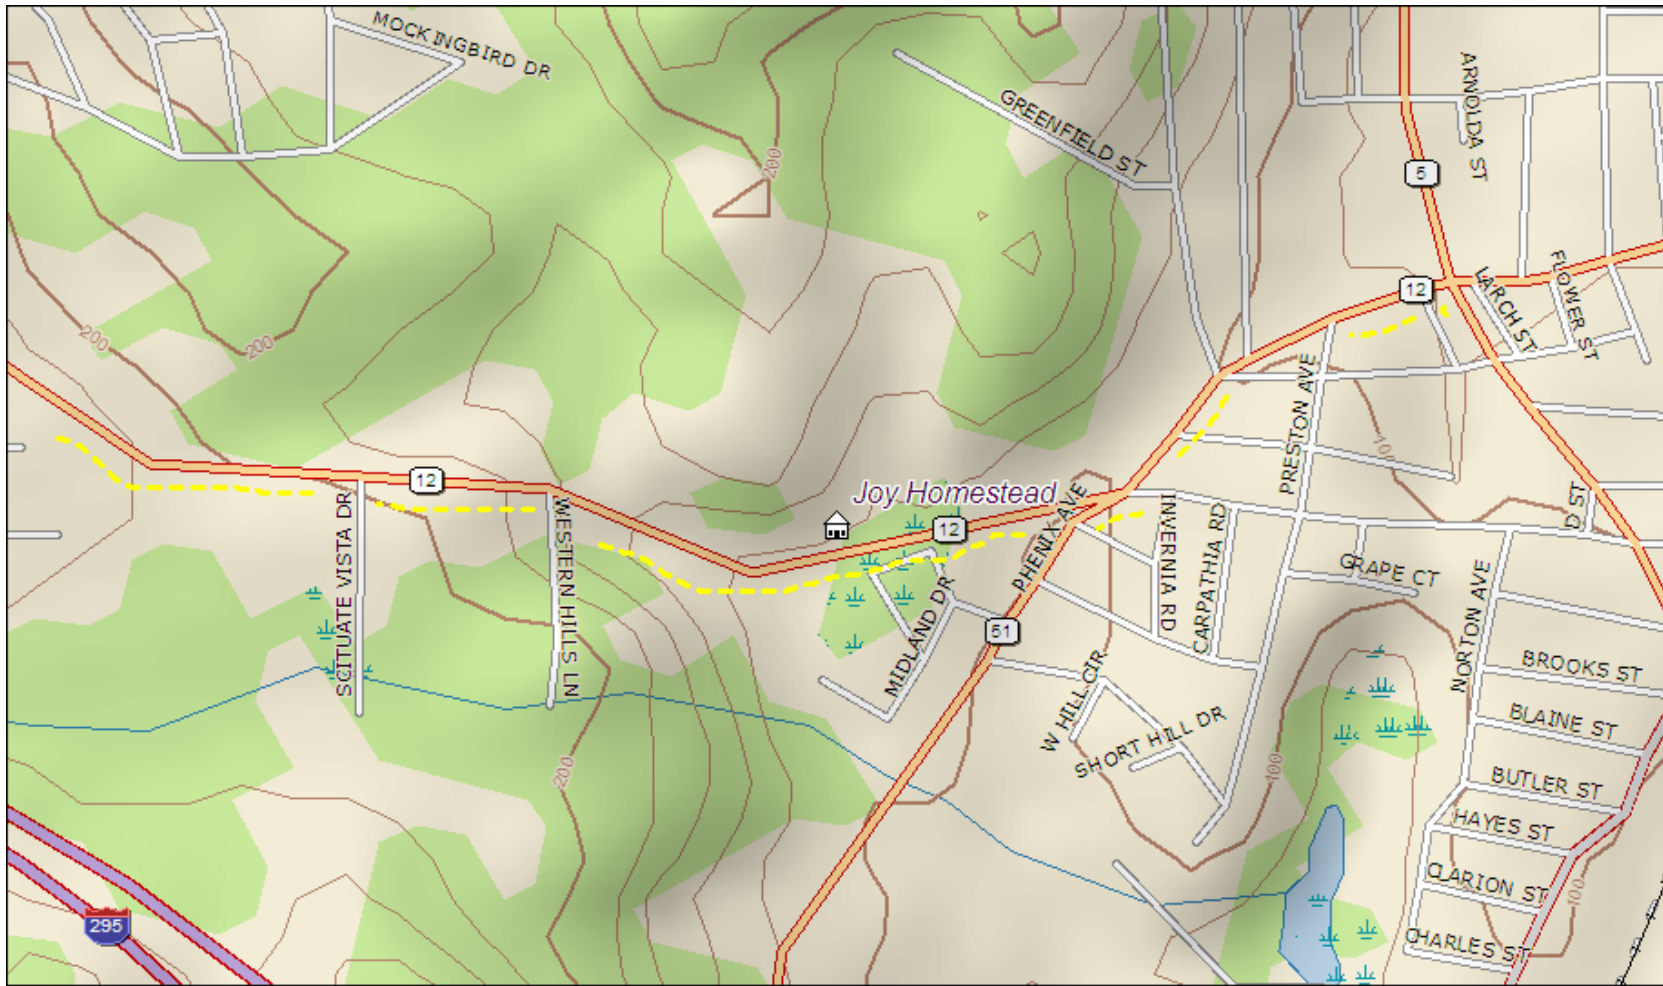 MOCKINGBIRD DR
GREENFIELD ST
ARNOLDA ST
200
5
12
LARCH ST
FLOWER ST
200
200
PRESTON AVE
100
12
Joy Homestead
12
SCITUATE VISTA DR
WESTERN HILLS LN
PHENIX AVE
INVERNIA RD
CARPATHIA RD
D ST
GRAPE CT
NORTON AVE
MIDLAND DR
51
W HILL CIR
SHORT HILL DR
BROOKS ST
BLAINE ST
BUTLER ST
HAYES ST
CLARION ST
CHARLES ST
200
100
100
295